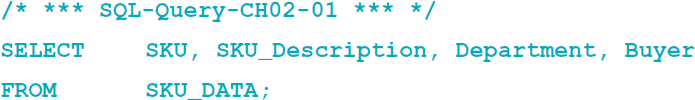 /* *** SQL-Query-CH02-01 *** */
SELECT SKU, SKU_Description, Department, Buyer
FROM SKU_DATA;